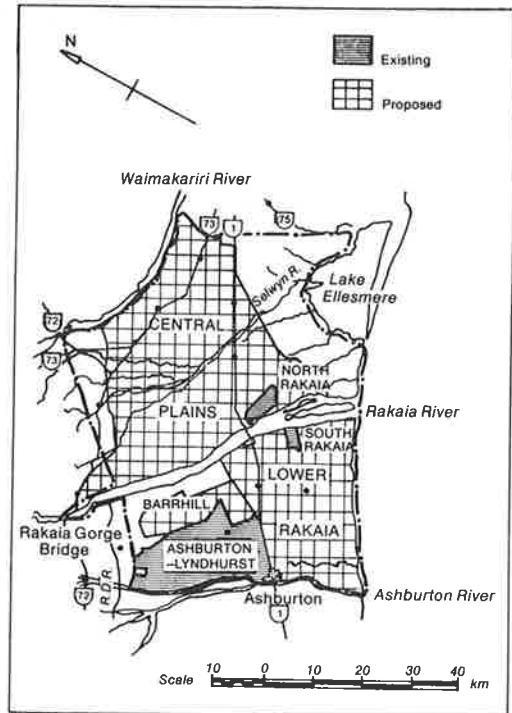 N
Existing
Proposed
Waimakariri River
73
1
75
Selwyn R.
Lake
Ellesmere
72
73
CENTRAL
NORTH
RAKAIA
PLAINS
Rakaia River
SOUTH
RAKAIA
LOWER
BARRHILL
RAKAIA
Rakaia Gorge
Bridge
ASHBURTON
-LYNDHURST
R.D.R.
72
Ashburton
Ashburton River
1
Scale
10 0 10 20 30 40
km